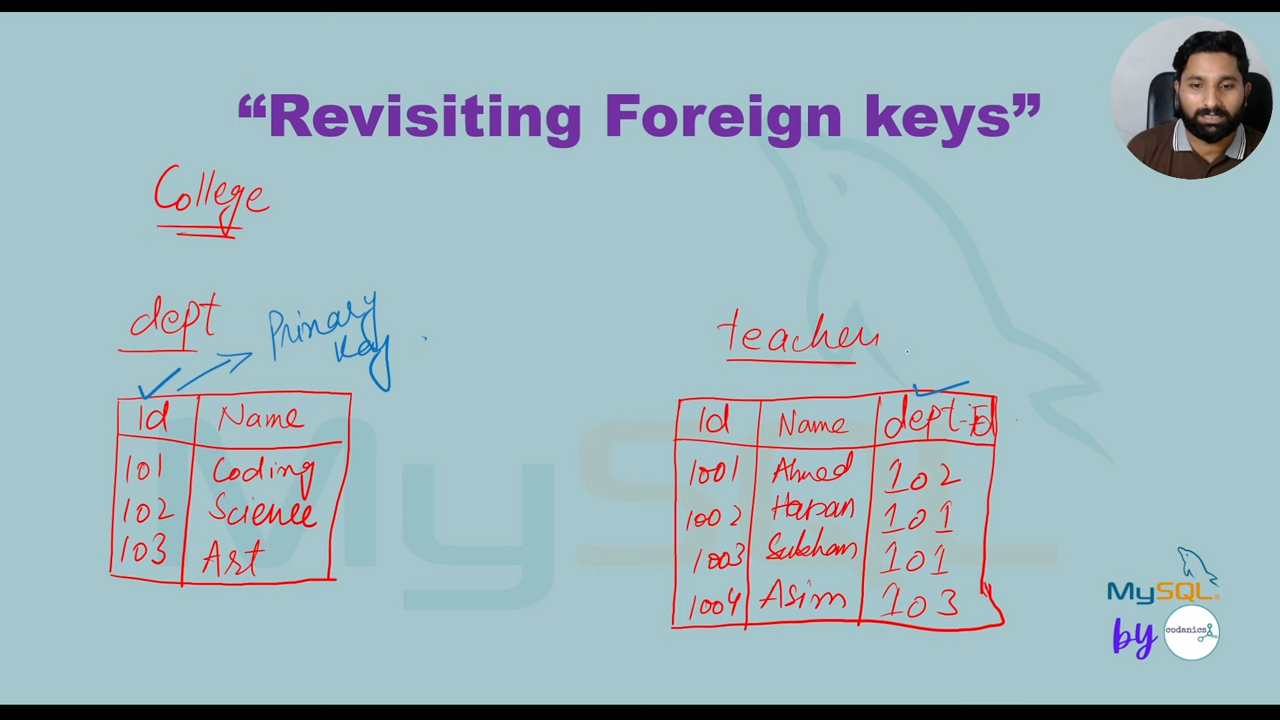 “Revisiting Foreign keys”
College
dept
Primary
Key
Id Name
101 Coding
102 Science
103 Art
teacher
Id Name dept-Id
1001 Ahmed 102
1002 Hassan 101
1003 101
1004 Asim 103
MySQL
MySQL®
by codanics